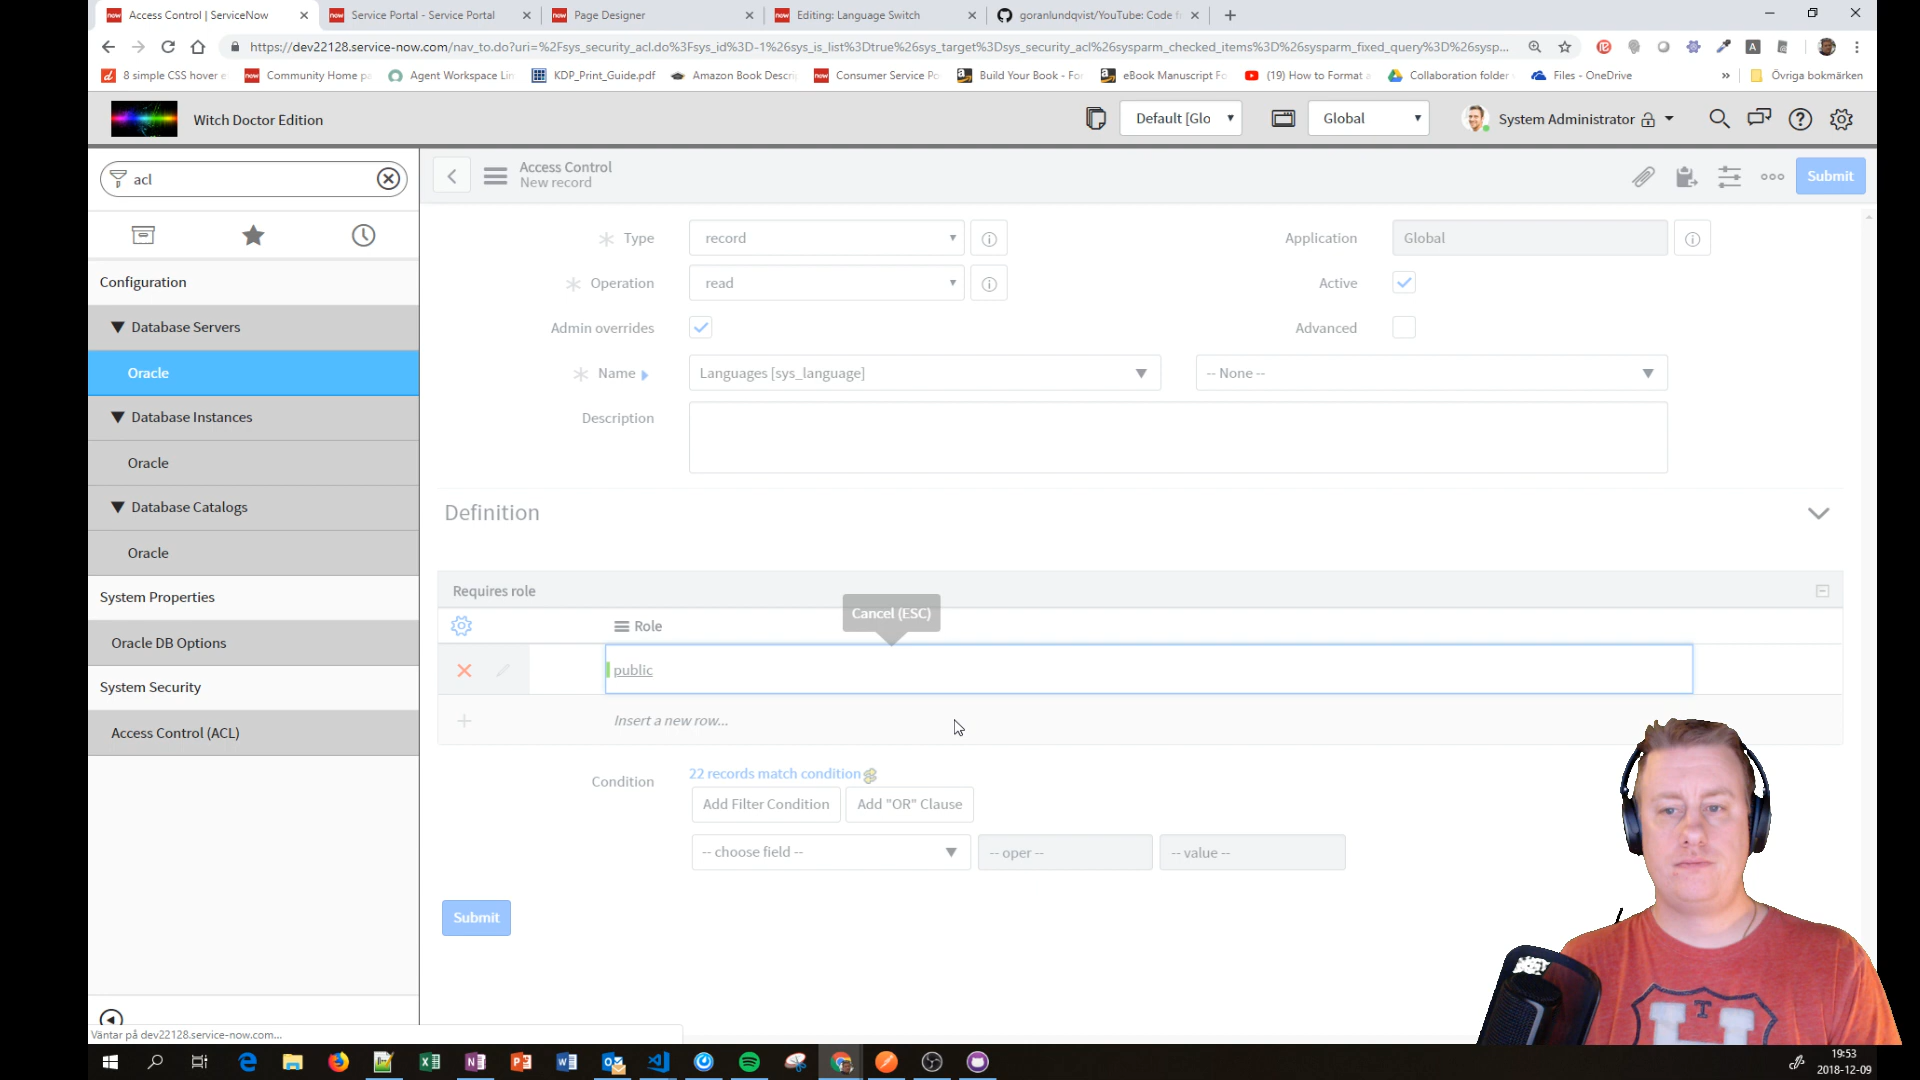 Access Control | ServiceNow
Service Portal - Service Portal
Page Designer
Editing: Language Switch
goranlundqvist/YouTube: Code f
https://dev22128.service-now.com/nav_to.do?uri=%2Fsys_security_acl.do%3Fsys_id%3D-1%26sys_is_list%3Dtrue%26sys_target%3Dsys_security_acl%26sysparm_checked_items%3D%26sysparm_fixed_query%3D%26sysp...
8 simple CSS hover e
Community Home pa
Agent Workspace Lin
KDP_Print_Guide.pdf
Amazon Book Descri
Consumer Service Po
Build Your Book - For
eBook Manuscript Fo
(19) How to Format a
Collaboration folder
Files - OneDrive
»
Övriga bokmärken
Witch Doctor Edition
Default [Glo
Global
System Administrator
acl
Access Control
New record
Submit
Configuration
Database Servers
Oracle
Database Instances
Oracle
Database Catalogs
Oracle
System Properties
Oracle DB Options
System Security
Access Control (ACL)
Type
record
Application
Global
Operation
read
Active
Admin overrides
Advanced
Name
Languages [sys_language]
-- None --
Description
Definition
Requires role
Cancel (ESC)
Role
public
Insert a new row...
Condition
22 records match condition
Add Filter Condition
Add "OR" Clause
-- choose field --
-- oper --
-- value --
Submit
Väntar på dev22128.service-now.com...
19:53
2018-12-09